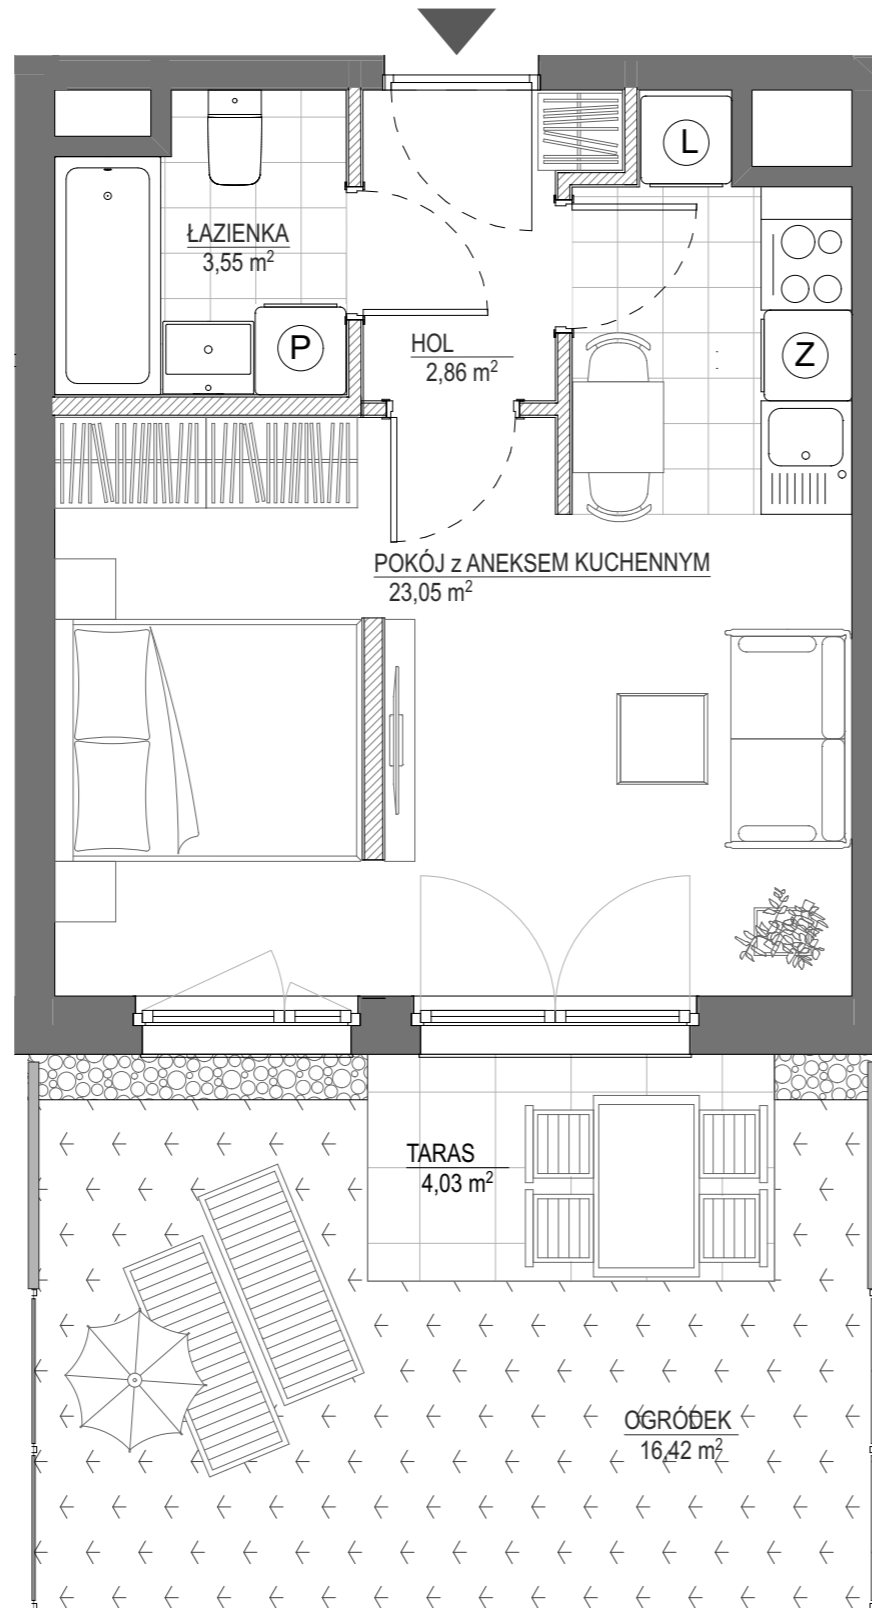 L
ŁAZIENKA
3,55 m²
P
HOL
2,86 m²
Z
POKÓJ z ANEKSEM KUCHENNYM
23,05 m²
TARAS
4,03 m²
OGRÓDEK
16,42 m²